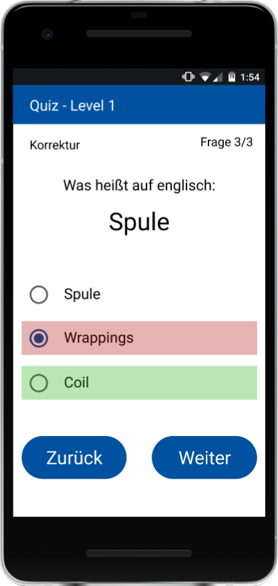 1:54
Quiz - Level 1
Korrektur
Frage 3/3
Was heißt auf englisch:
Spule
Spule
Wrappings
Coil
Zurück
Weiter